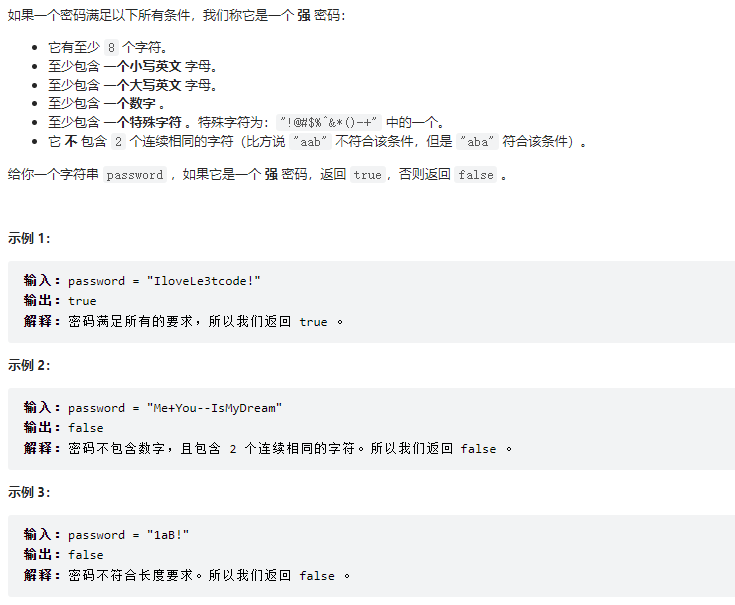 如果一个密码满足以下所有条件，我们称它是一个 强 密码：
它有至少 8 个字符。
至少包含 一个小写英文 字母。
至少包含 一个大写英文 字母。
至少包含 一个数字 。
至少包含 一个特殊字符 。特殊字符为："!@#$%^&*()-+" 中的一个。
它 不 包含 2 个连续相同的字符（比方说 "aab" 不符合该条件，但是 "aba" 符合该条件）。
给你一个字符串 password ，如果它是一个 强 密码，返回 true，否则返回 false 。
示例 1：
输入：password = "IloveLe3tcode!"
输出：true
解释：密码满足所有的要求，所以我们返回 true 。
示例 2：
输入：password = "Me+You--IsMyDream"
输出：false
解释：密码不包含数字，且包含 2 个连续相同的字符。所以我们返回 false 。
示例 3：
输入：password = "1aB!"
输出：false
解释：密码不符合长度要求。所以我们返回 false 。